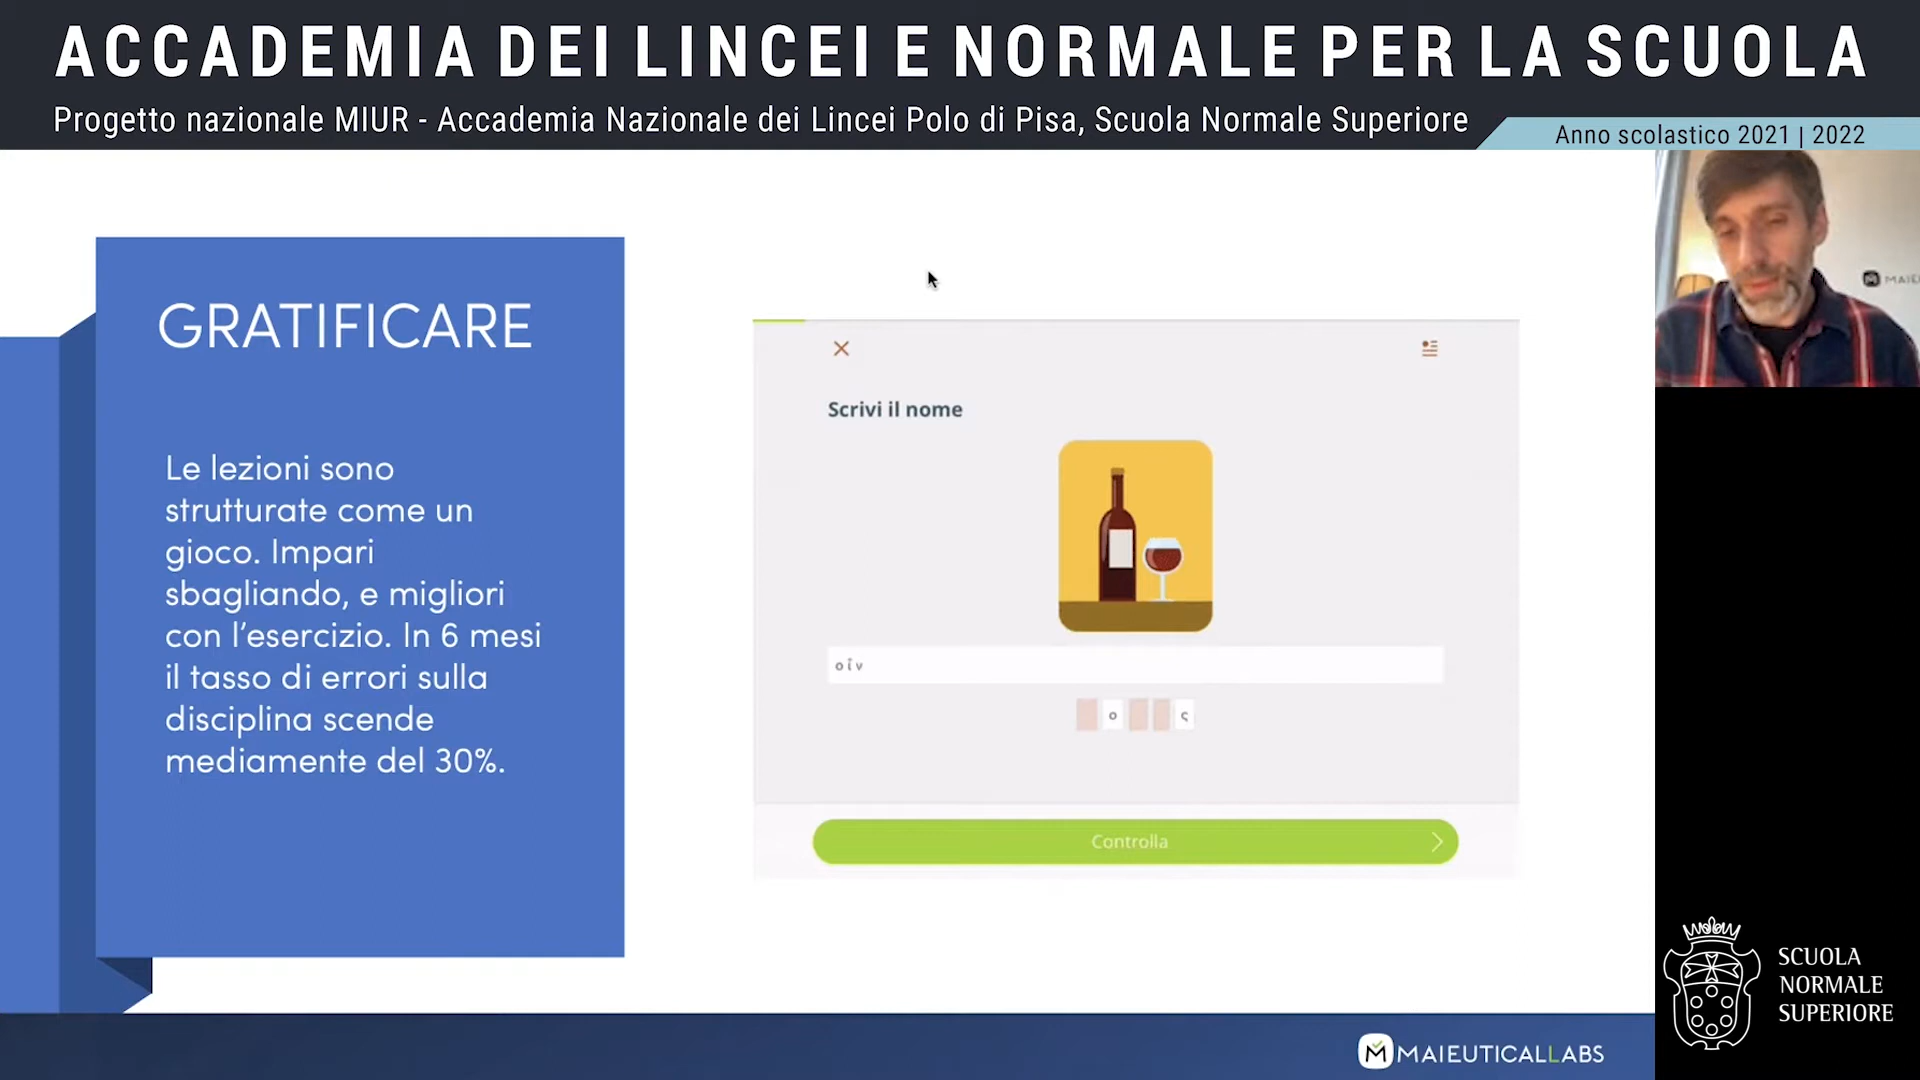 ACCADEMIA DEI LINCEI E NORMALE PER LA SCUOLA
Progetto nazionale MIUR - Accademia Nazionale dei Lincei Polo di Pisa, Scuola Normale Superiore
Anno scolastico 2021 | 2022
GRATIFICARE
Le lezioni sono
strutturate come un
gioco. Impari
sbagliando, e migliori
con l'esercizio. In 6 mesi
il tasso di errori sulla
disciplina scende
mediamente del 30%.
Scrivi il nome
οἶν
ο ς
Controlla
MAIEUTICALLABS
SCUOLA
NORMALE
SUPERIORE